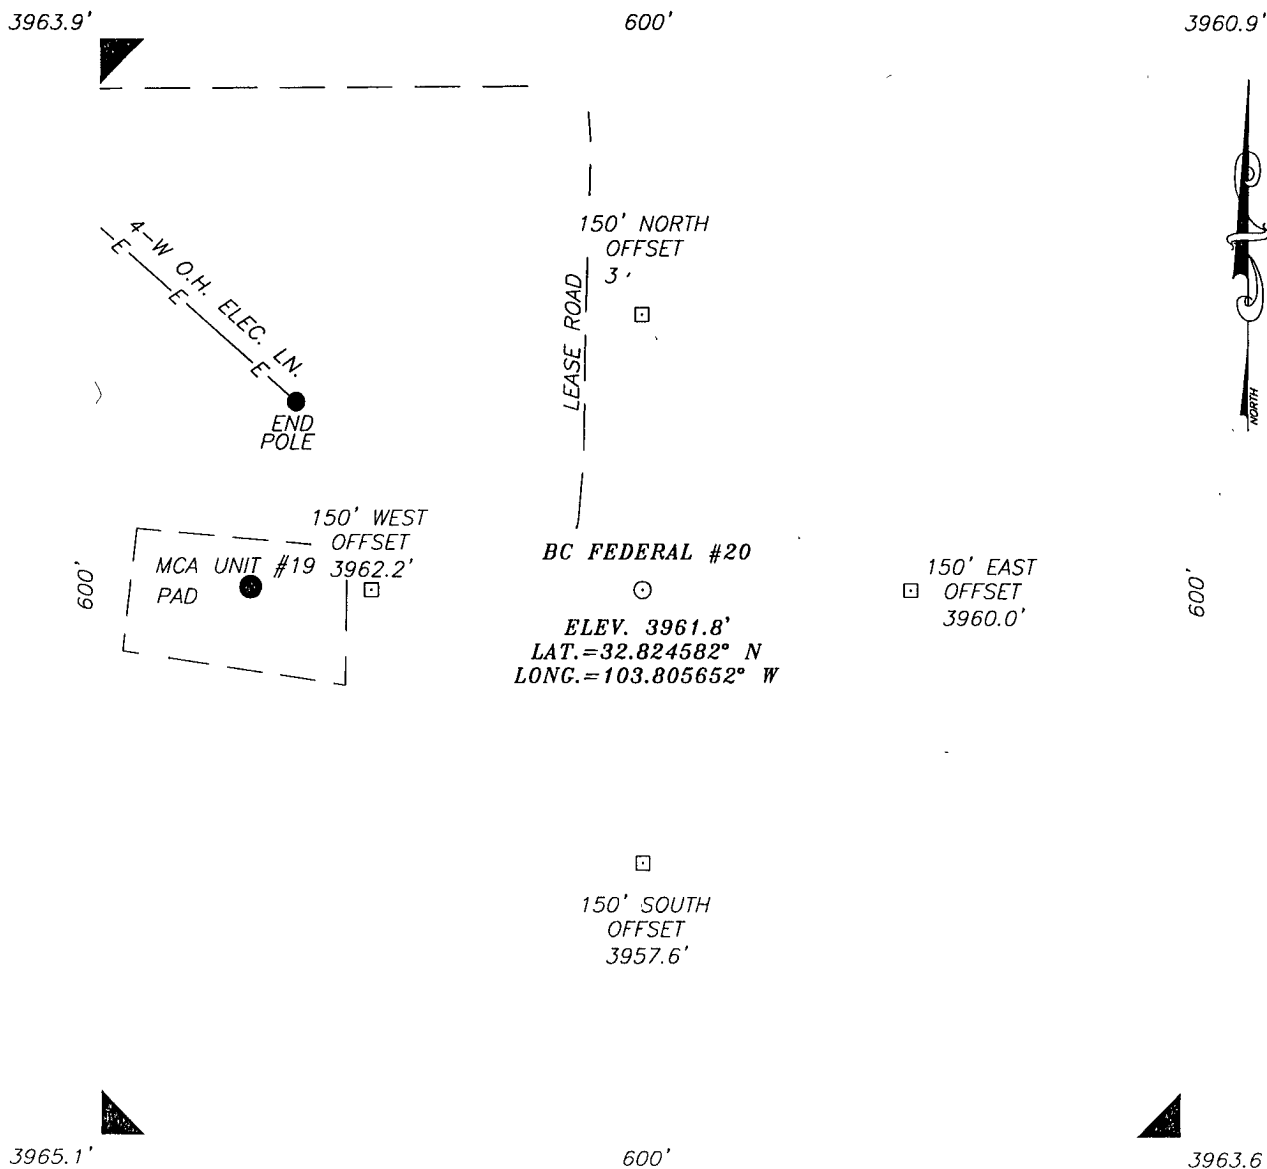 3963.9'
600'
3960.9'
150' NORTH
OFFSET
3 '
4-W O.H. ELEC. LN.
E
E
E
LEASE ROAD
END
POLE
NORTH
150' WEST
OFFSET
3962.2'
MCA UNIT #19
PAD
600'
BC FEDERAL #20
ELEV. 3961.8'
LAT.=32.824582° N
LONG.=103.805652° W
150' EAST
OFFSET
3960.0'
600'
150' SOUTH
OFFSET
3957.6'
3965.1'
600'
3963.6